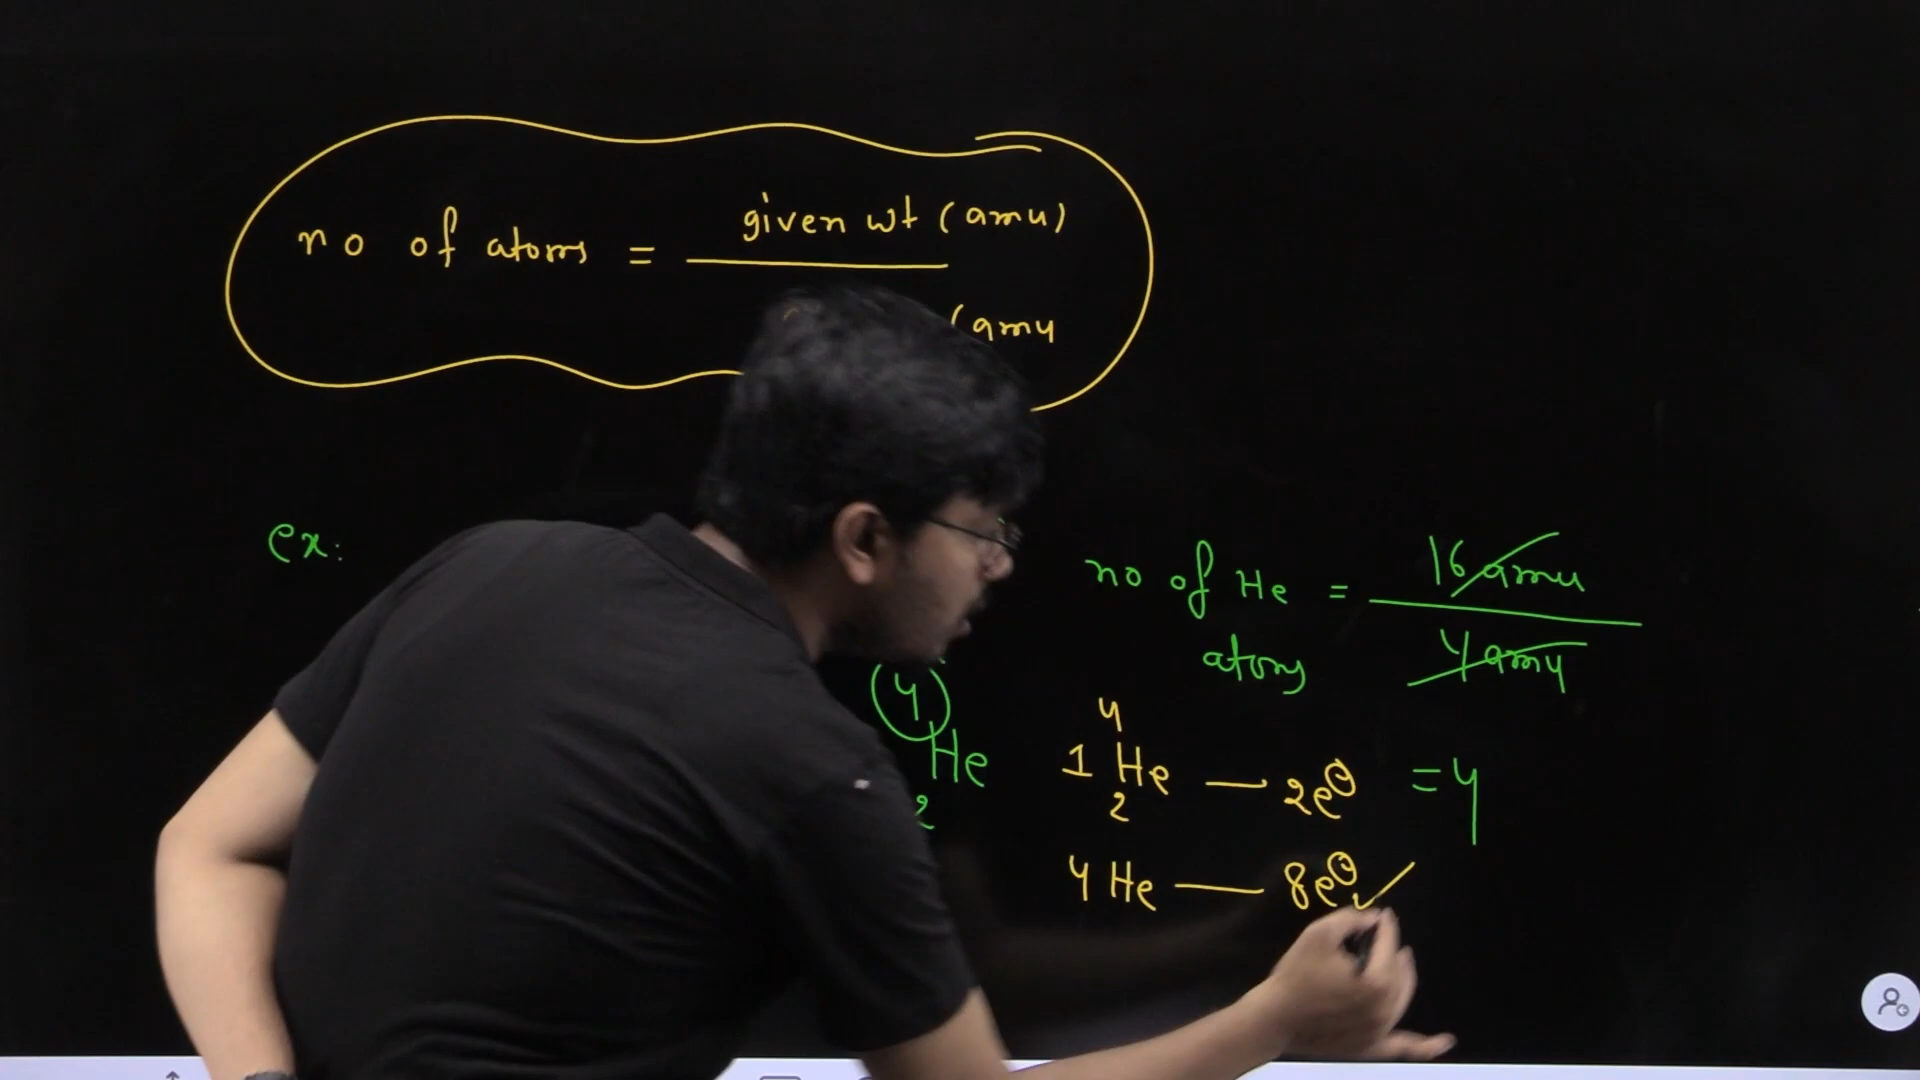 given wt (amu)
no of atoms =
(amu
ex:
no of He = 16 amu
atoms 4 amu
4
He
2
4
1 He — 2e⊖ = 4
2
4 He — 8e⊖ ✓